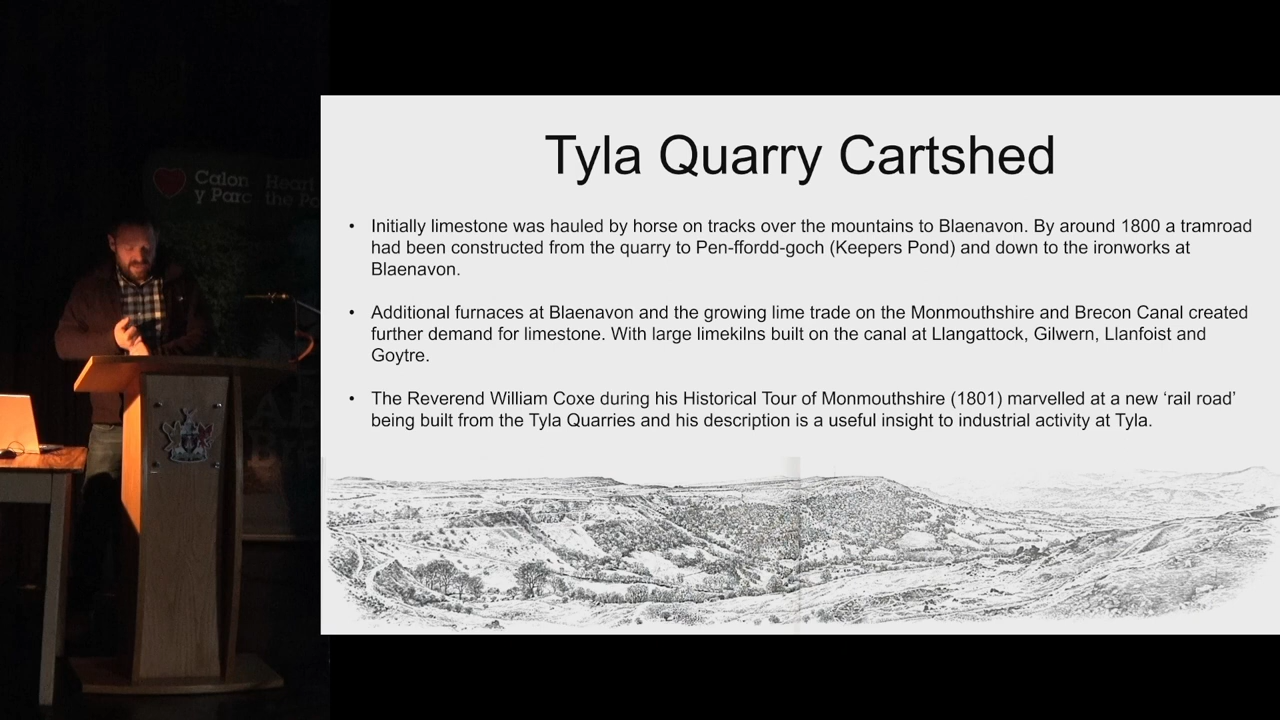 Calon Heart
y Parc the Pa
Tyla Quarry Cartshed
• Initially limestone was hauled by horse on tracks over the mountains to Blaenavon. By around 1800 a tramroad
had been constructed from the quarry to Pen-ffordd-goch (Keepers Pond) and down to the ironworks at
Blaenavon.
• Additional furnaces at Blaenavon and the growing lime trade on the Monmouthshire and Brecon Canal created
further demand for limestone. With large limekilns built on the canal at Llangattock, Gilwern, Llanfoist and
Goytre.
• The Reverend William Coxe during his Historical Tour of Monmouthshire (1801) marvelled at a new ‘rail road’
being built from the Tyla Quarries and his description is a useful insight to industrial activity at Tyla.